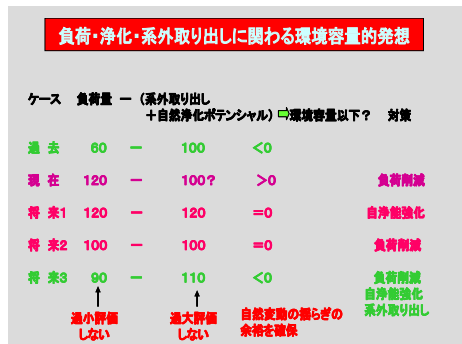 負荷・浄化・系外取り出しに関わる環境容量的発想
ケース 負荷量 － （系外取り出し
＋自然浄化ポテンシャル）⇨環境容量以下？ 対策
過 去 60 － 100 ＜0
現 在 120 － 100？ ＞0 負荷削減
将 来1 120 － 120 ＝0 自浄能強化
将 来2 100 － 100 ＝0 負荷削減
将 来3 90 － 110 ＜0 負荷削減
自浄能強化
系外取り出し
過小評価
しない
過大評価
しない
自然変動の揺らぎの
余裕を確保